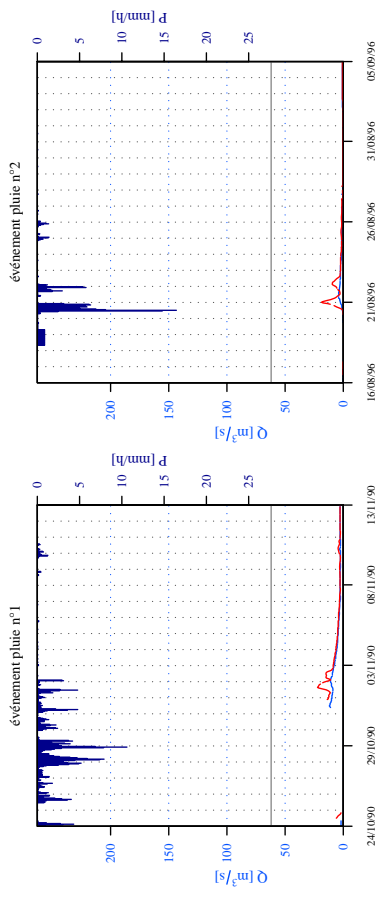 événement pluie n°1
P [mm/h]
0 5 10 15 20 25
Q [m³/s]
200 150 100 50 0
24/10/90 29/10/90 03/11/90 08/11/90 13/11/90
événement pluie n°2
P [mm/h]
0 5 10 15 20 25
Q [m³/s]
200 150 100 50 0
16/08/96 21/08/96 26/08/96 31/08/96 05/09/96